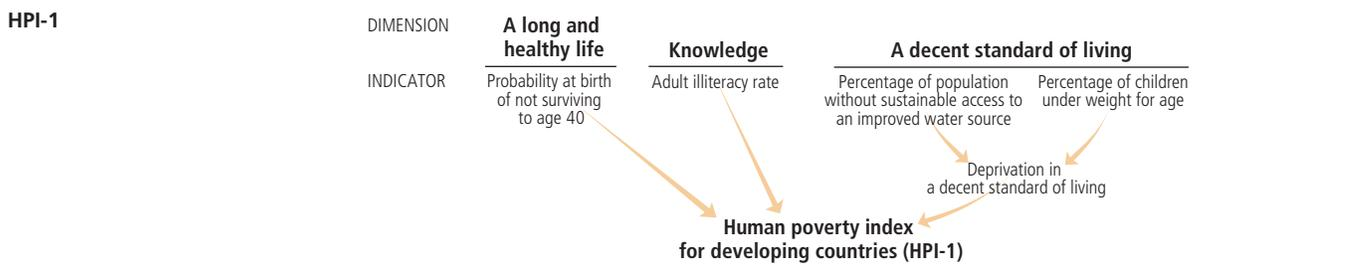 HPI-1
DIMENSION
A long and
healthy life
Knowledge
A decent standard of living
INDICATOR
Probability at birth
of not surviving
to age 40
Adult illiteracy rate
Percentage of population
without sustainable access to
an improved water source
Percentage of children
under weight for age
Deprivation in
a decent standard of living
Human poverty index
for developing countries (HPI-1)